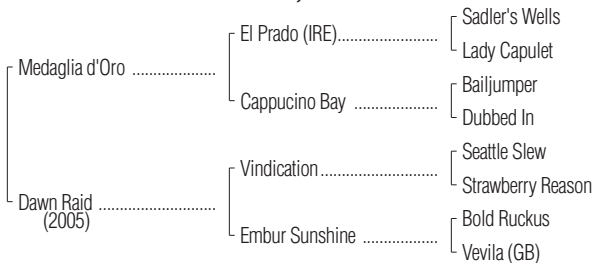 Sadler's Wells
El Prado (IRE)....................
Lady Capulet
Medaglia d'Oro ....................
Bailjumper
Cappucino Bay ....................
Dubbed In
Seattle Slew
Vindication............................
Strawberry Reason
Dawn Raid ............................
(2005)
Bold Ruckus
Embur Sunshine ..................
Vevila (GB)